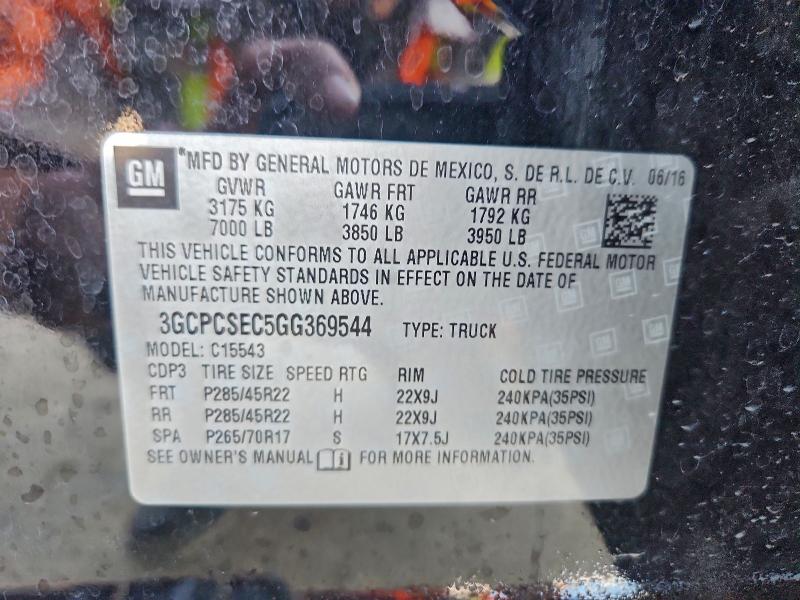 GM
*MFD BY GENERAL MOTORS DE MEXICO, S. DE R.L. DE C.V. 06/16
GVWR GAWR FRT GAWR RR
3175 KG 1746 KG 1792 KG
7000 LB 3850 LB 3950 LB
THIS VEHICLE CONFORMS TO ALL APPLICABLE U.S. FEDERAL MOTOR
VEHICLE SAFETY STANDARDS IN EFFECT ON THE DATE OF
MANUFACTURE SHOWN ABOVE.
3GCPCSEC5GG369544 TYPE: TRUCK
MODEL: C15543
CDP3 TIRE SIZE SPEED RTG RIM COLD TIRE PRESSURE
FRT P285/45R22 H 22X9J 240KPA(35PSI)
RR P285/45R22 H 22X9J 240KPA(35PSI)
SPA P265/70R17 S 17X7.5J 240KPA(35PSI)
SEE OWNER'S MANUAL FOR MORE INFORMATION.